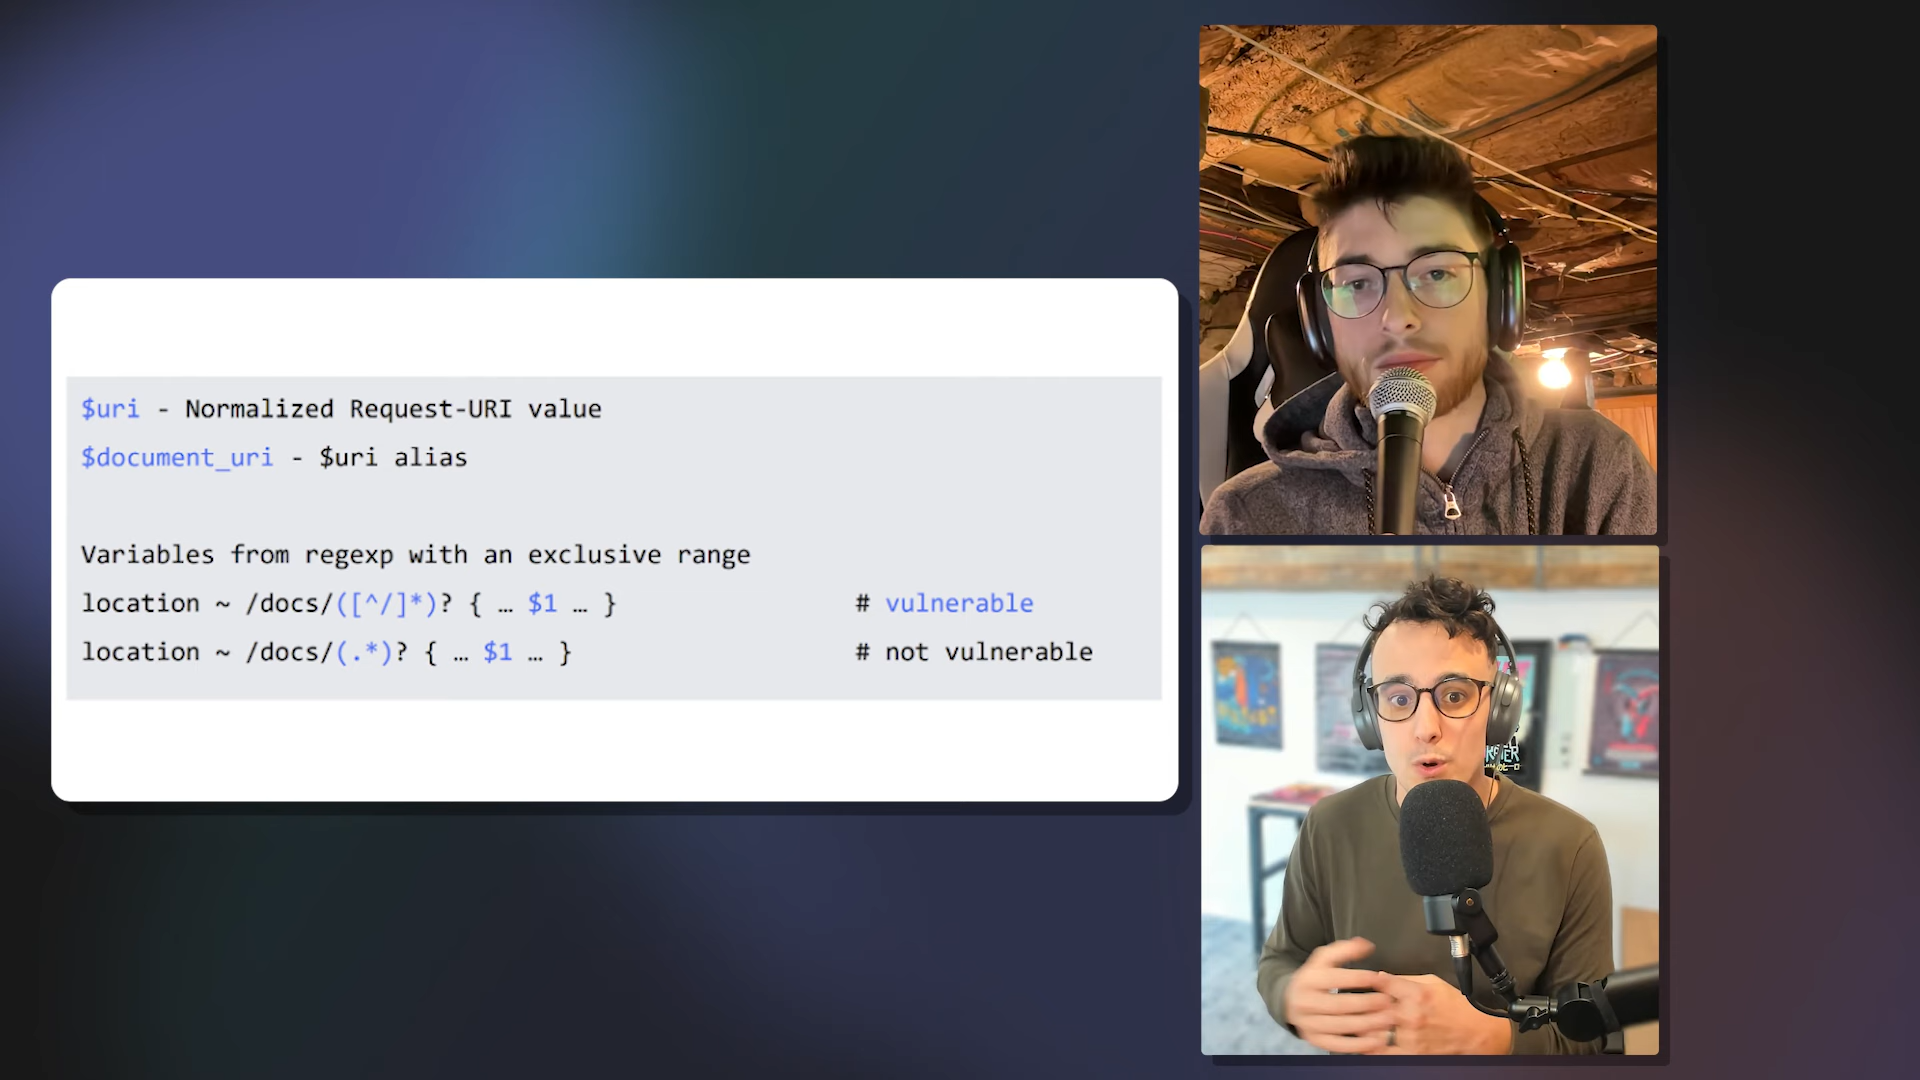 $uri - Normalized Request-URI value
$document_uri - $uri alias
Variables from regexp with an exclusive range
location ~ /docs/([^/]*)? { … $1 … } # vulnerable
location ~ /docs/(.*)? { … $1 … } # not vulnerable